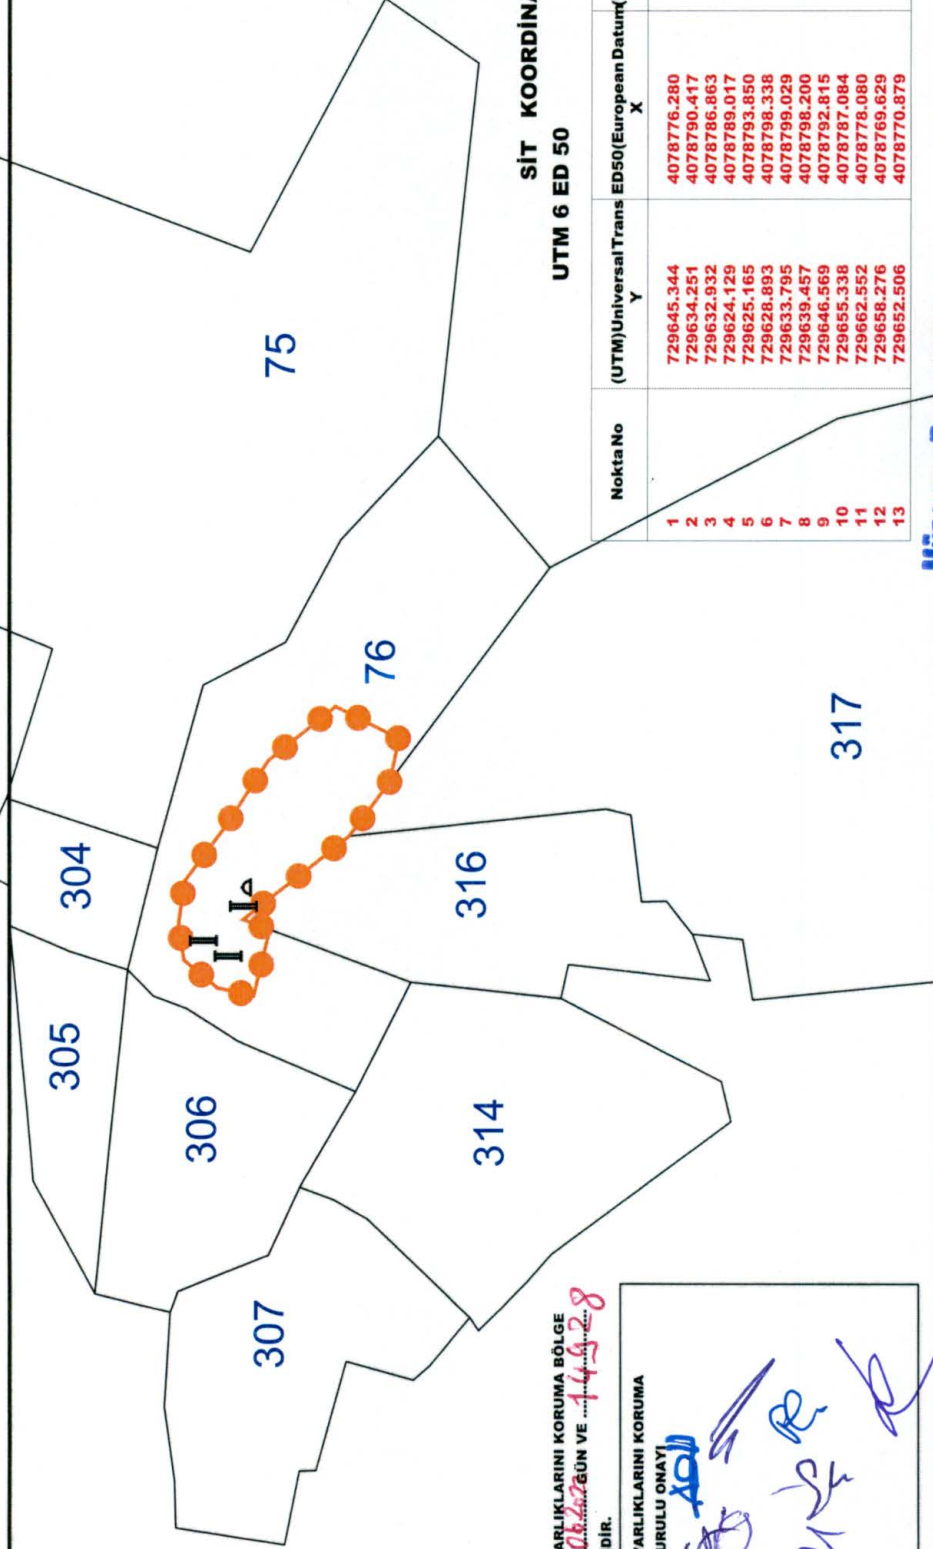 75
76
304
305
306
307
314
316
317
SİT KOORDİNA
UTM 6 ED 50
Nokta No (UTM)UniversalTrans ED50(EuropeanDatum(
Y X
1 729645.344 4078776.280
2 729634.251 4078790.417
3 729632.932 4078786.863
4 729624.129 4078789.017
5 729625.165 4078793.850
6 729628.893 4078798.338
7 729633.795 4078799.029
8 729639.457 4078798.200
9 729646.569 4078792.815
10 729655.338 4078787.084
11 729662.552 4078778.080
12 729658.276 4078769.629
13 729652.506 4078770.879
ARLIKLARINI KORUMA BÖLGE
GÜN VE 14928
DİR.
ARLIKLARINI KORUMA
URULU ONAYI